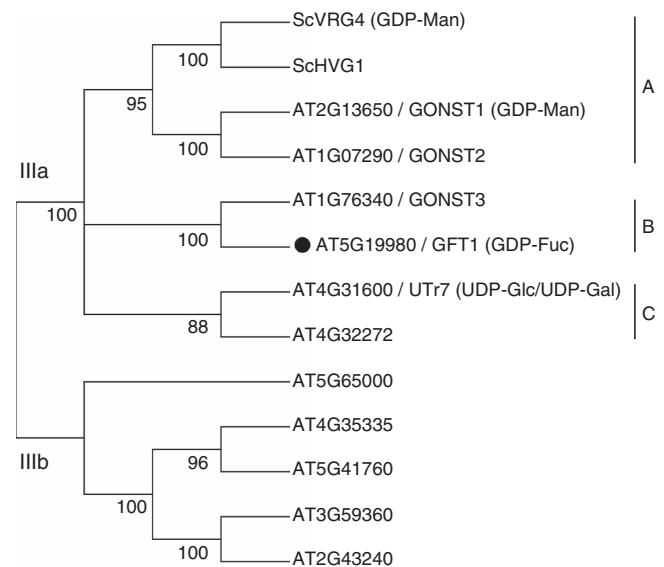 ScVRG4 (GDP-Man)
100
ScHVG1
A
95
AT2G13650 / GONST1 (GDP-Man)
100
AT1G07290 / GONST2
IIIa
100
AT1G76340 / GONST3
100
B
AT5G19980 / GFT1 (GDP-Fuc)
AT4G31600 / UTr7 (UDP-Glc/UDP-Gal)
88
C
AT4G32272
AT5G65000
IIIb
AT4G35335
96
AT5G41760
100
AT3G59360
100
AT2G43240